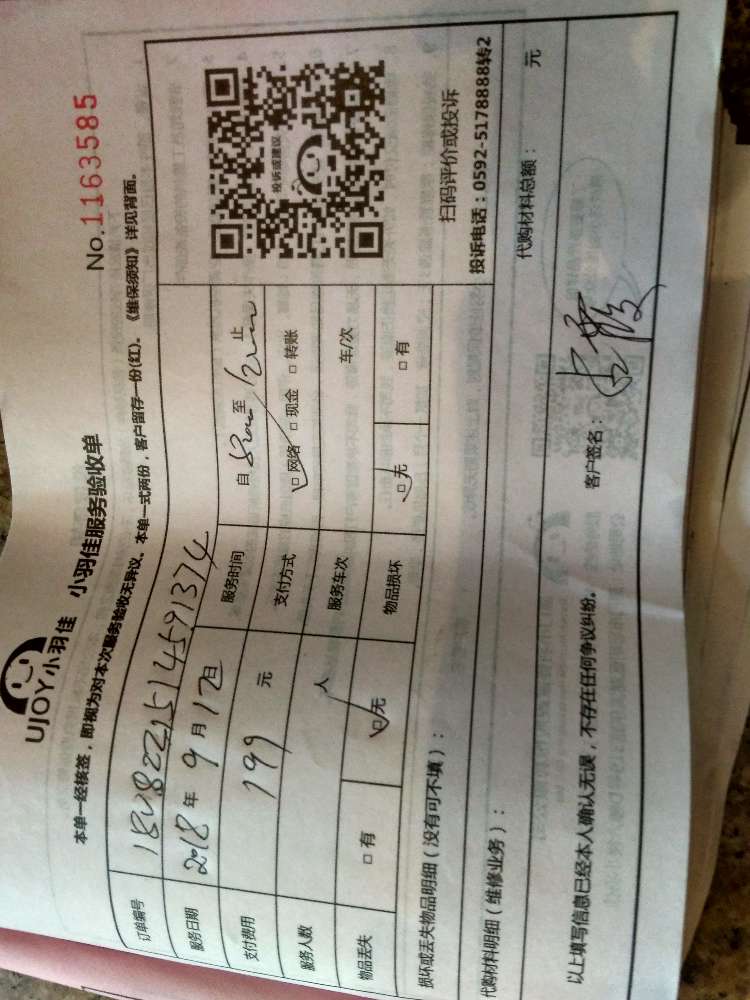 UJOY小羽佳
小羽佳服务验收单
No.1163585
本单一经核签，即视为对本次服务验收无异议、本单一式两份，客户留存一份(红)。《维保须知》详见背面。
订单编号
服务日期 2018年9月17日 服务时间 自 至 止
支付费用 199 元 支付方式 □网络 □现金 □转账
服务人数 人 服务车次 车/次
物品丢失 □有 □无 物品损坏 □无 □有
投诉或建议
扫码评价或投诉
投诉电话：0592-5178888转2
损坏或丢失物品明细（没有可不填）：
代购材料明细（维修业务）： 代购材料总额： 元
以上填写信息已经本人确认无误，不存在任何争议纠纷。 客户签名：